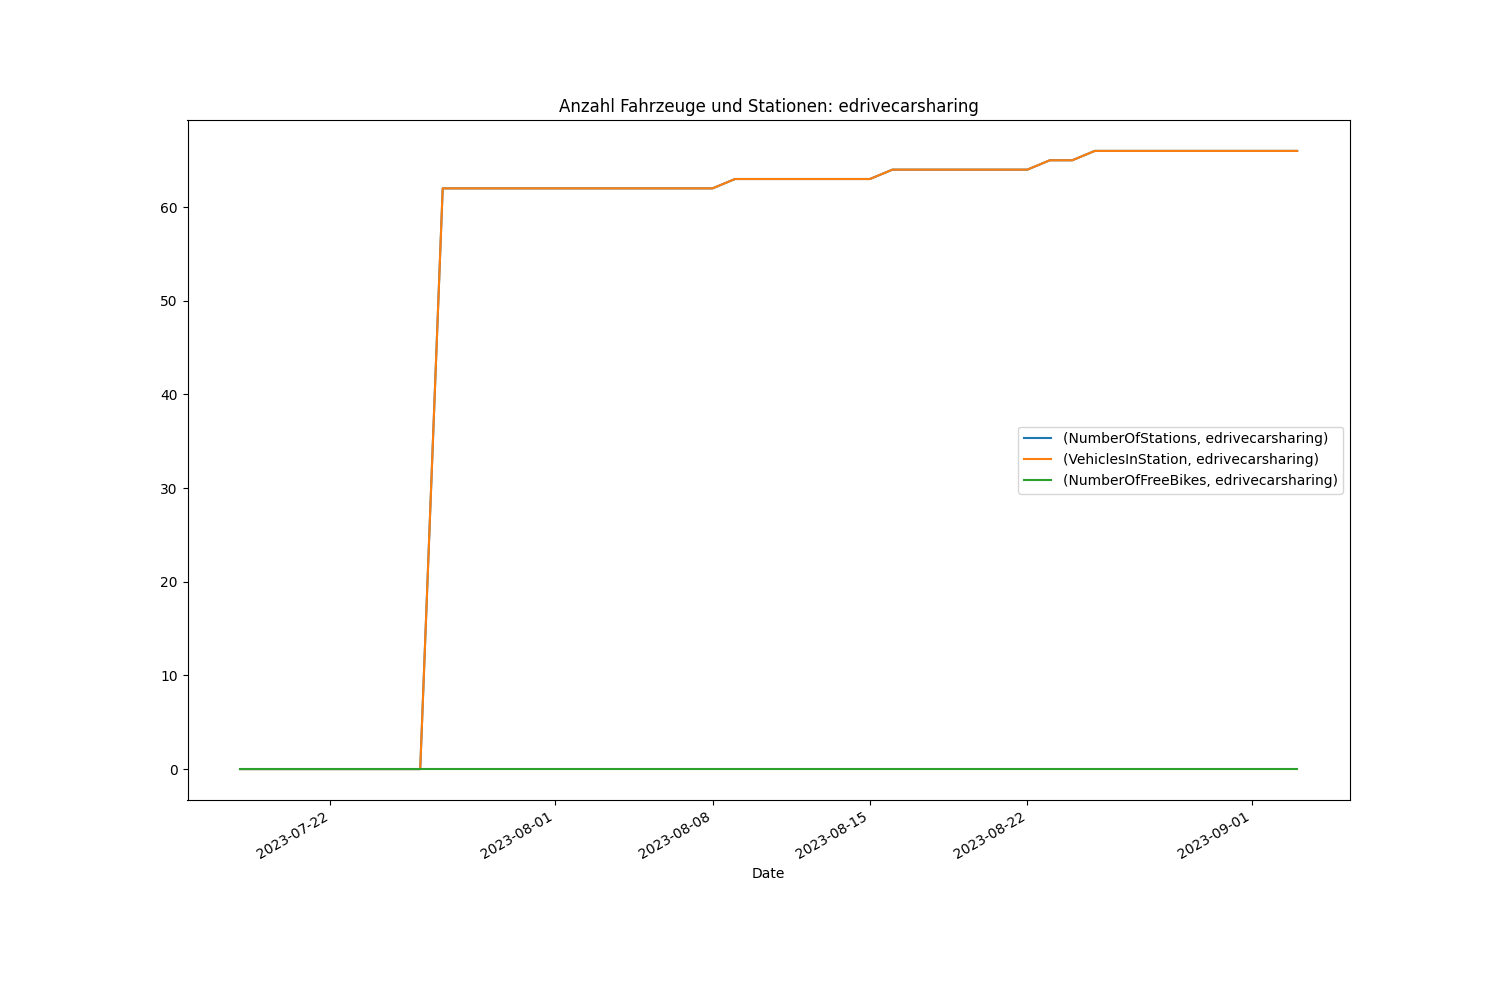 Anzahl Fahrzeuge und Stationen: edrivecarsharing
60
50
40
30
20
10
0
(NumberOfStations, edrivecarsharing)
(VehiclesInStation, edrivecarsharing)
(NumberOfFreeBikes, edrivecarsharing)
2023-07-22
2023-08-01
2023-08-08
2023-08-15
2023-08-22
2023-09-01
Date